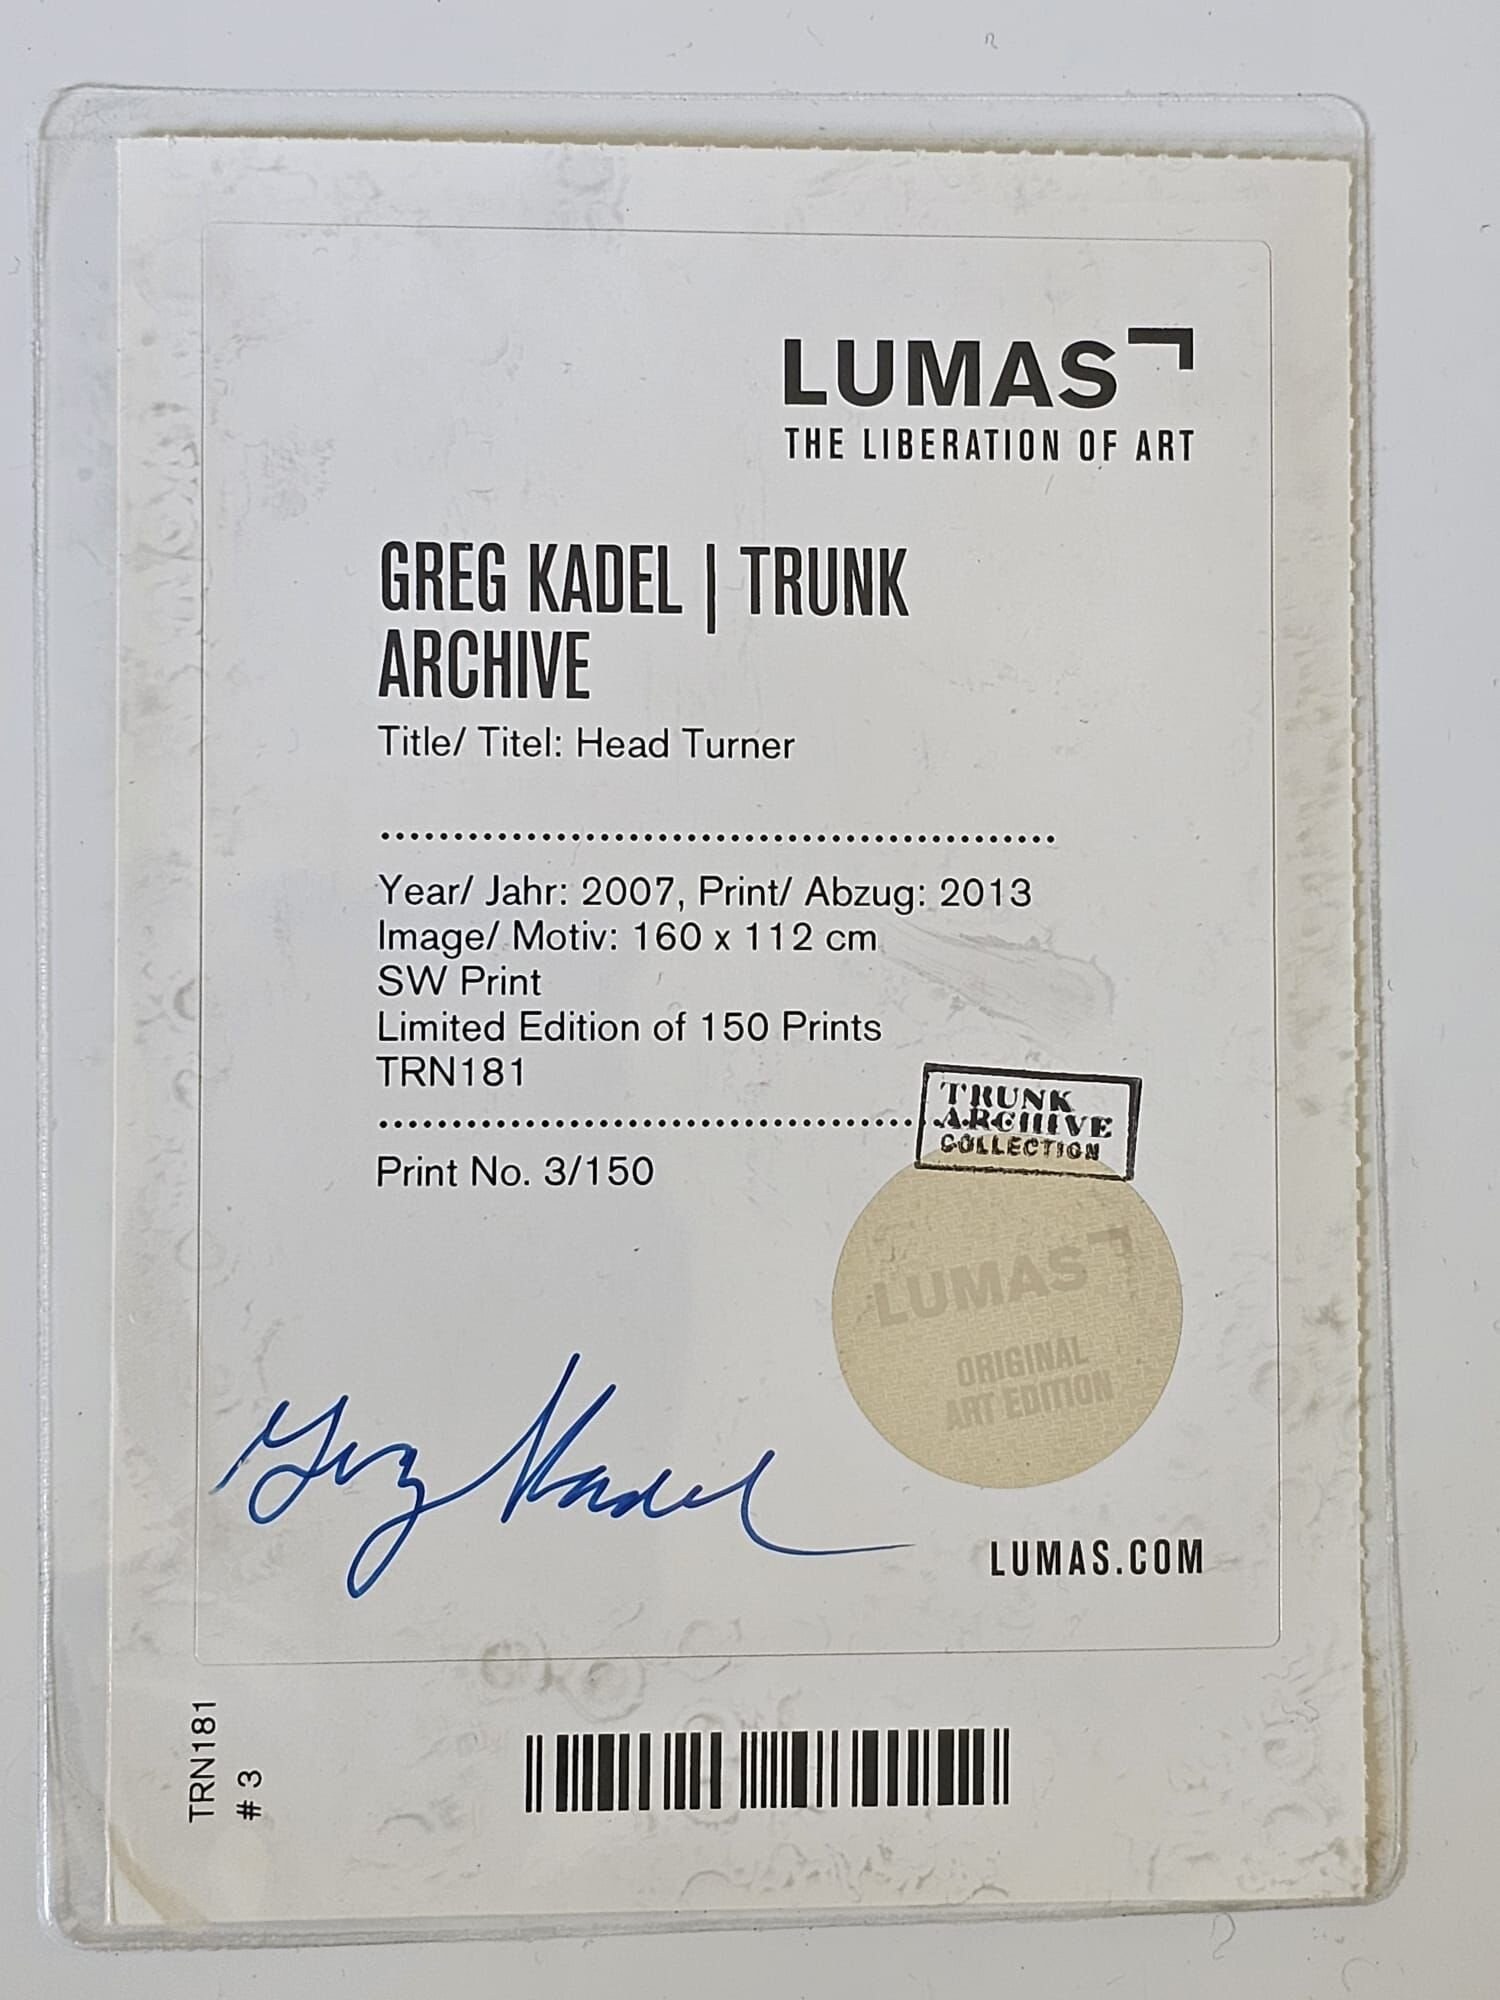 LUMAS
THE LIBERATION OF ART
GREG KADEL | TRUNK
ARCHIVE
Title/ Titel: Head Turner
Year/ Jahr: 2007, Print/ Abzug: 2013
Image/ Motiv: 160 x 112 cm
SW Print
Limited Edition of 150 Prints
TRN181
TRUNK
ARCHIVE
COLLECTION
Print No. 3/150
LUMAS
ORIGINAL
ART EDITION
Greg Kadel
LUMAS.COM
TRN181
# 3